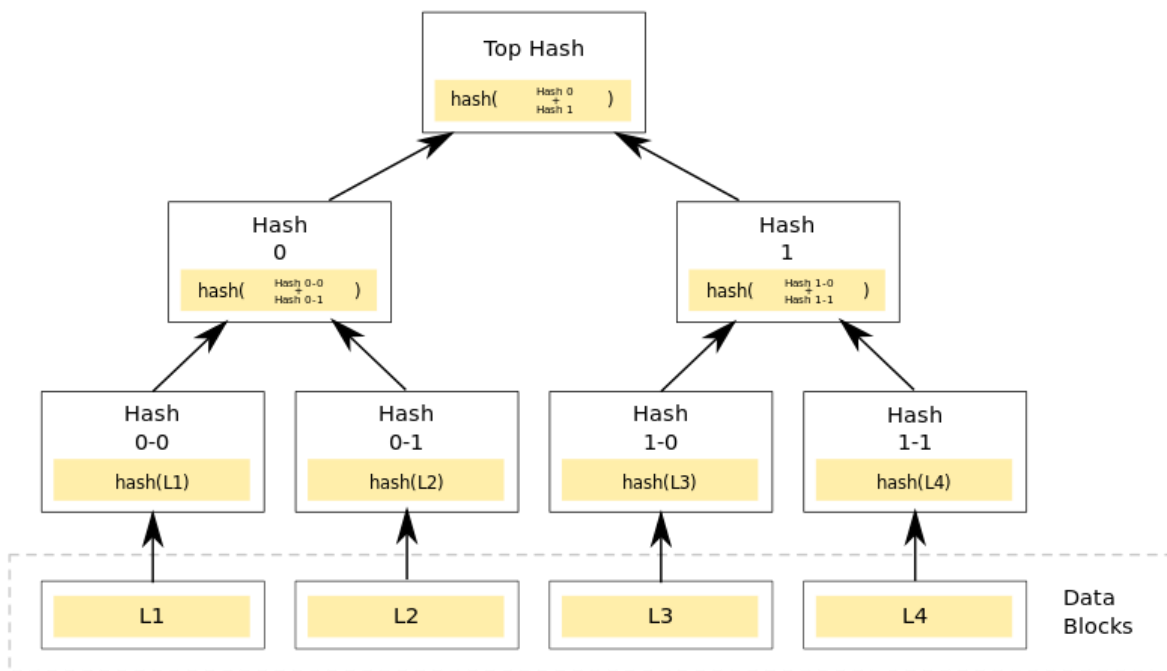 Top Hash
hash( Hash 0 + Hash 1 )
Hash
0
hash( Hash 0-0 + Hash 0-1 )
Hash
1
hash( Hash 1-0 + Hash 1-1 )
Hash
0-0
hash(L1)
Hash
0-1
hash(L2)
Hash
1-0
hash(L3)
Hash
1-1
hash(L4)
L1
L2
L3
L4
Data
Blocks